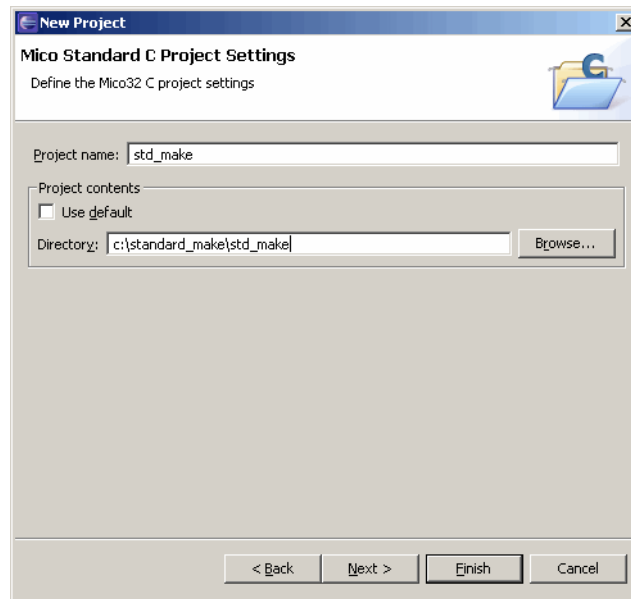 New Project
Mico Standard C Project Settings
Define the Mico32 C project settings
C
Project name: std_make
Project contents
Use default
Directory: c:\standard_make\std_make Browse...
< Back Next > Finish Cancel